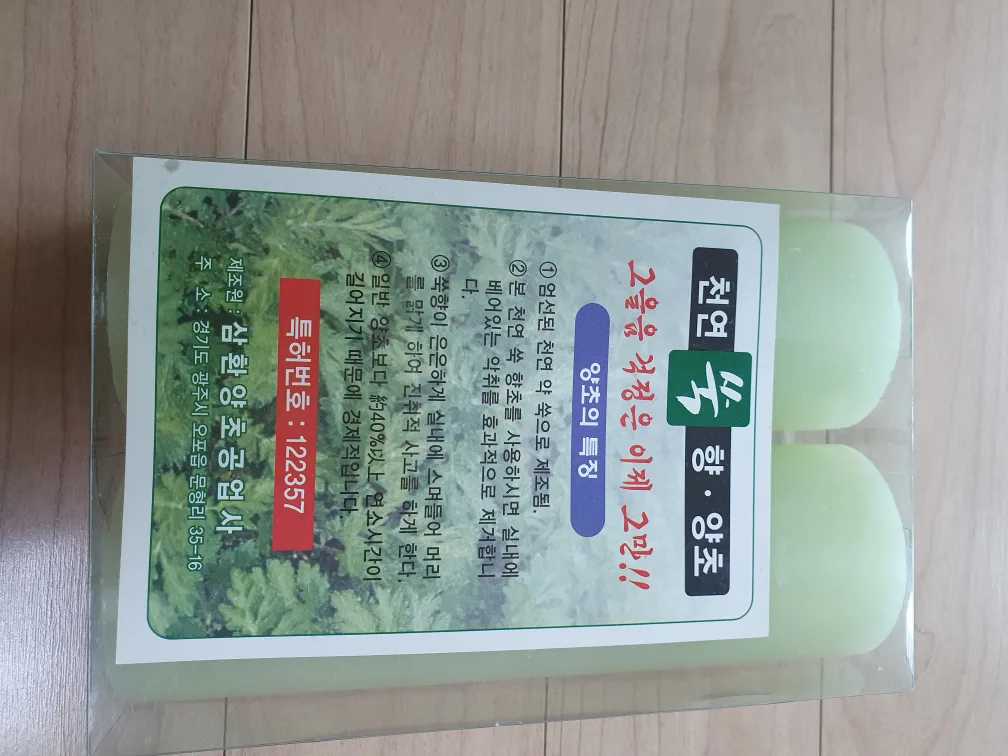 천연 쑥 향·양초
그을음 걱정은 이제 그만!!
양초의 특징
① 엄선된 천연 약 쑥으로 제조됨.
② 본 천연 쑥 향초를 사용하시면 실내에
베어있는 악취를 효과적으로 제거합니
다.
③ 쑥향이 은은하게 실내에 스며들어 머리
를 맑게 하여 진취적 사고를 하게 한다.
④ 일반 양초보다 約40%以上 연소시간이
길어지기 때문에 경제적입니다.
특허번호 : 122357
제조원 : 삼환양초공업사
주 소 : 경기도 광주시 오포읍 문형리 35-16